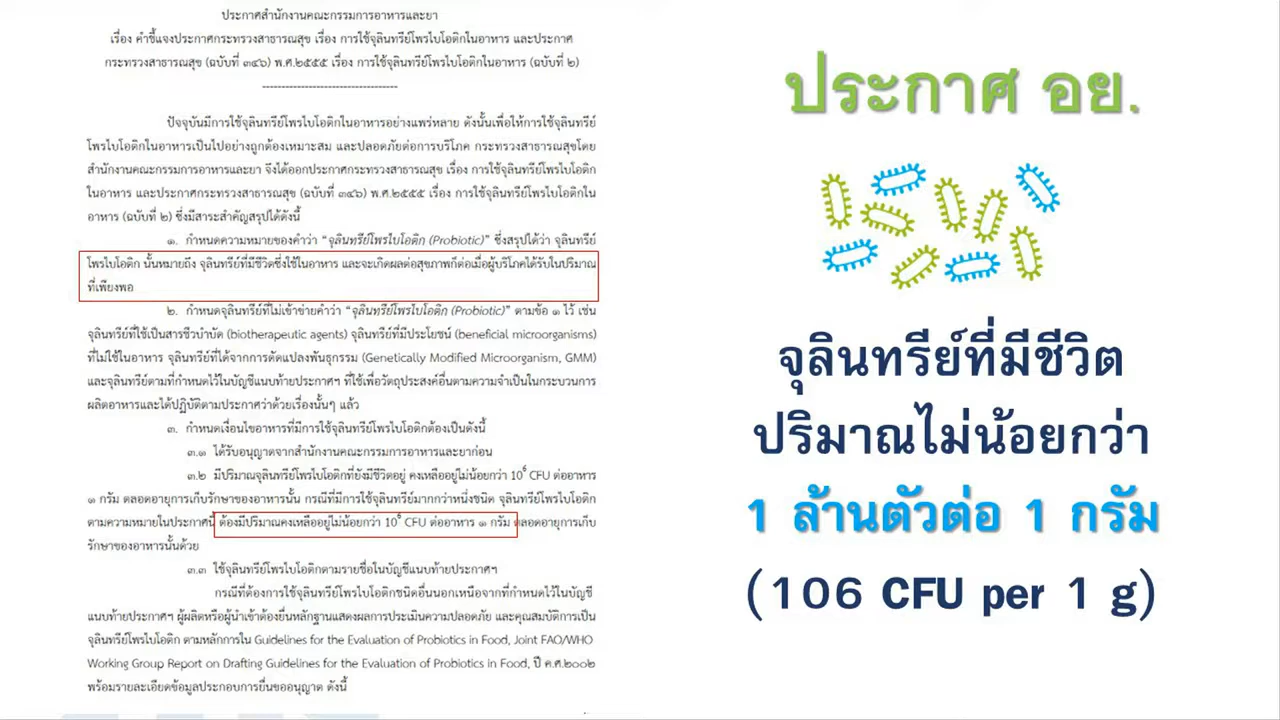 ประกาศสำนักงานคณะกรรมการอาหารและยา
เรื่อง คำชี้แจงประกาศกระทรวงสาธารณสุข เรื่อง การใช้จุลินทรีย์โพรไบโอติกในอาหาร และประกาศ
กระทรวงสาธารณสุข (ฉบับที่ ๓๔๖) พ.ศ.๒๕๕๕ เรื่อง การใช้จุลินทรีย์โพรไบโอติกในอาหาร (ฉบับที่ ๒)
-----------------------------------
ปัจจุบันมีการใช้จุลินทรีย์โพรไบโอติกในอาหารอย่างแพร่หลาย ดังนั้นเพื่อให้การใช้จุลินทรีย์
โพรไบโอติกในอาหารเป็นไปอย่างถูกต้องเหมาะสม และปลอดภัยต่อการบริโภค กระทรวงสาธารณสุขโดย
สำนักงานคณะกรรมการอาหารและยา จึงได้ออกประกาศกระทรวงสาธารณสุข เรื่อง การใช้จุลินทรีย์โพรไบโอติก
ในอาหาร และประกาศกระทรวงสาธารณสุข (ฉบับที่ ๓๔๖) พ.ศ.๒๕๕๕ เรื่อง การใช้จุลินทรีย์โพรไบโอติกใน
อาหาร (ฉบับที่ ๒) ซึ่งมีสาระสำคัญสรุปได้ดังนี้
๑. กำหนดความหมายของคำว่า “จุลินทรีย์โพรไบโอติก (Probiotic)” ซึ่งสรุปได้ว่า จุลินทรีย์
โพรไบโอติก นั้นหมายถึง จุลินทรีย์ที่มีชีวิตซึ่งใช้ในอาหาร และจะเกิดผลต่อสุขภาพก็ต่อเมื่อผู้บริโภคได้รับในปริมาณ
ที่เพียงพอ
๒. กำหนดจุลินทรีย์ที่ไม่เข้าข่ายคำว่า “จุลินทรีย์โพรไบโอติก (Probiotic)” ตามข้อ ๑ ไว้ เช่น
จุลินทรีย์ที่ใช้เป็นสารชีวบำบัด (biotherapeutic agents) จุลินทรีย์ที่มีประโยชน์ (beneficial microorganisms)
ที่ไม่ใช้ในอาหาร จุลินทรีย์ที่ได้จากการดัดแปลงพันธุกรรม (Genetically Modified Microorganism, GMM)
และจุลินทรีย์ตามที่กำหนดไว้ในบัญชีแนบท้ายประกาศฯ ที่ใช้เพื่อวัตถุประสงค์อื่นตามความจำเป็นในกระบวนการ
ผลิตอาหารและได้ปฏิบัติตามประกาศว่าด้วยเรื่องนั้นๆ แล้ว
๓. กำหนดเงื่อนไขอาหารที่มีการใช้จุลินทรีย์โพรไบโอติกต้องเป็นดังนี้
๓.๑ ได้รับอนุญาตจากสำนักงานคณะกรรมการอาหารและยาก่อน
๓.๒ มีปริมาณจุลินทรีย์โพรไบโอติกที่ยังมีชีวิตอยู่ คงเหลืออยู่ไม่น้อยกว่า 10⁶ CFU ต่ออาหาร
๑ กรัม ตลอดอายุการเก็บรักษาของอาหารนั้น กรณีที่มีการใช้จุลินทรีย์มากกว่าหนึ่งชนิด จุลินทรีย์โพรไบโอติก
ตามความหมายในประกาศนี้ ต้องมีปริมาณคงเหลืออยู่ไม่น้อยกว่า 10⁶ CFU ต่ออาหาร ๑ กรัม ตลอดอายุการเก็บ
รักษาของอาหารนั้นด้วย
๓.๓ ใช้จุลินทรีย์โพรไบโอติกตามรายชื่อในบัญชีแนบท้ายประกาศฯ
กรณีที่ต้องการใช้จุลินทรีย์โพรไบโอติกชนิดอื่นนอกเหนือจากที่กำหนดไว้ในบัญชี
แนบท้ายประกาศฯ ผู้ผลิตหรือผู้นำเข้าต้องยื่นหลักฐานแสดงผลการประเมินความปลอดภัย และคุณสมบัติการเป็น
จุลินทรีย์โพรไบโอติก ตามหลักการใน Guidelines for the Evaluation of Probiotics in Food, Joint FAO/WHO
Working Group Report on Drafting Guidelines for the Evaluation of Probiotics in Food, ปี ค.ศ.๒๐๐๒
พร้อมรายละเอียดข้อมูลประกอบการยื่นขออนุญาต ดังนี้
ประกาศ อย.
จุลินทรีย์ที่มีชีวิต
ปริมาณไม่น้อยกว่า
1 ล้านตัวต่อ 1 กรัม
(106 CFU per 1 g)